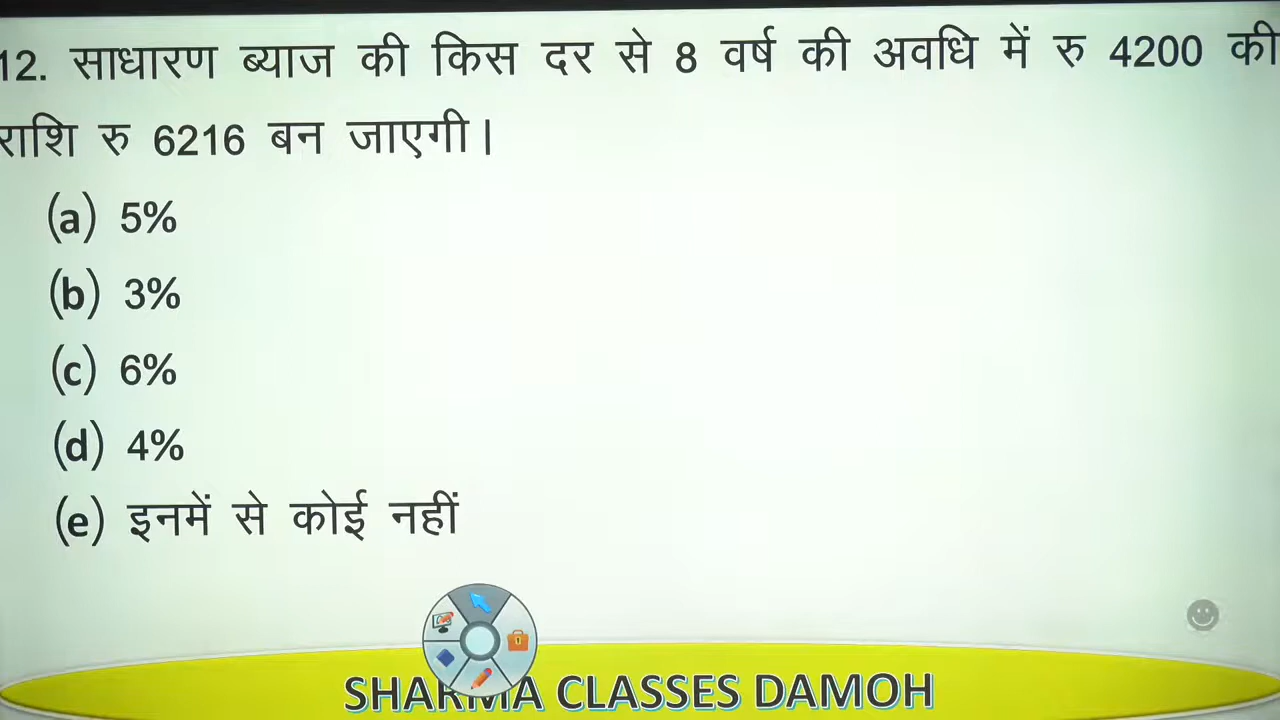 12. साधारण ब्याज की किस दर से 8 वर्ष की अवधि में रु 4200 की
राशि रु 6216 बन जाएगी।
(a) 5%
(b) 3%
(c) 6%
(d) 4%
(e) इनमें से कोई नहीं
SHARMA CLASSES DAMOH